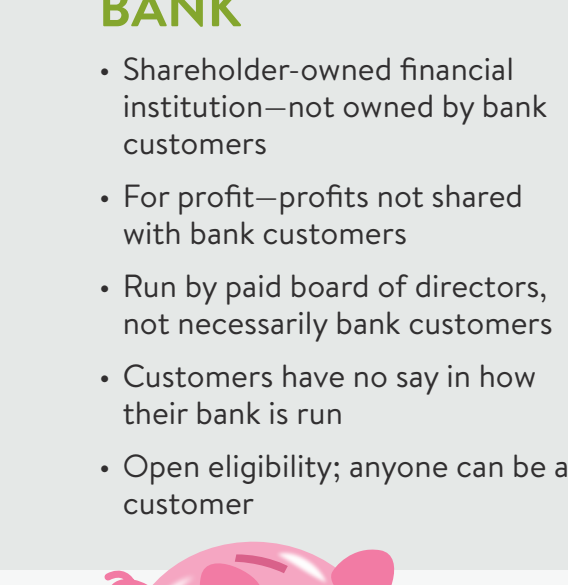 BANK
• Shareholder-owned financial
institution—not owned by bank
customers
• For profit—profits not shared
with bank customers
• Run by paid board of directors,
not necessarily bank customers
• Customers have no say in how
their bank is run
• Open eligibility; anyone can be a
customer